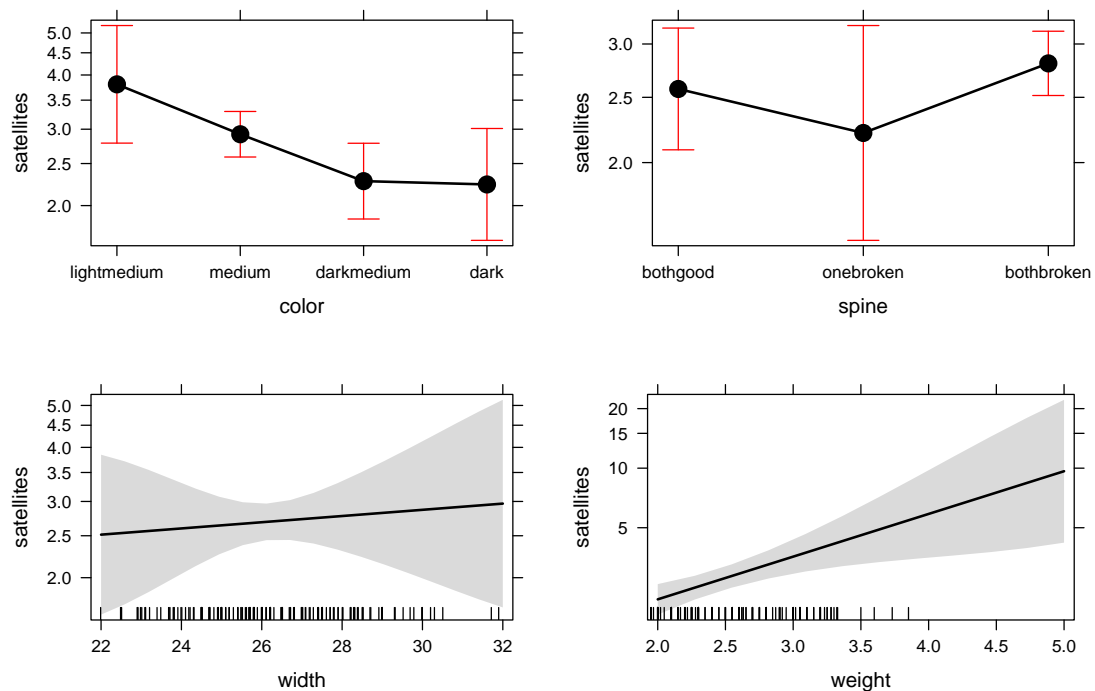 satellites
5.0
4.5
4.0
3.5
3.0
2.5
2.0
lightmedium medium darkmedium dark
color
satellites
3.0
2.5
2.0
bothgood onebroken bothbroken
spine
satellites
5.0
4.5
4.0
3.5
3.0
2.5
2.0
22 24 26 28 30 32
width
satellites
20
15
10
5
2.0 2.5 3.0 3.5 4.0 4.5 5.0
weight